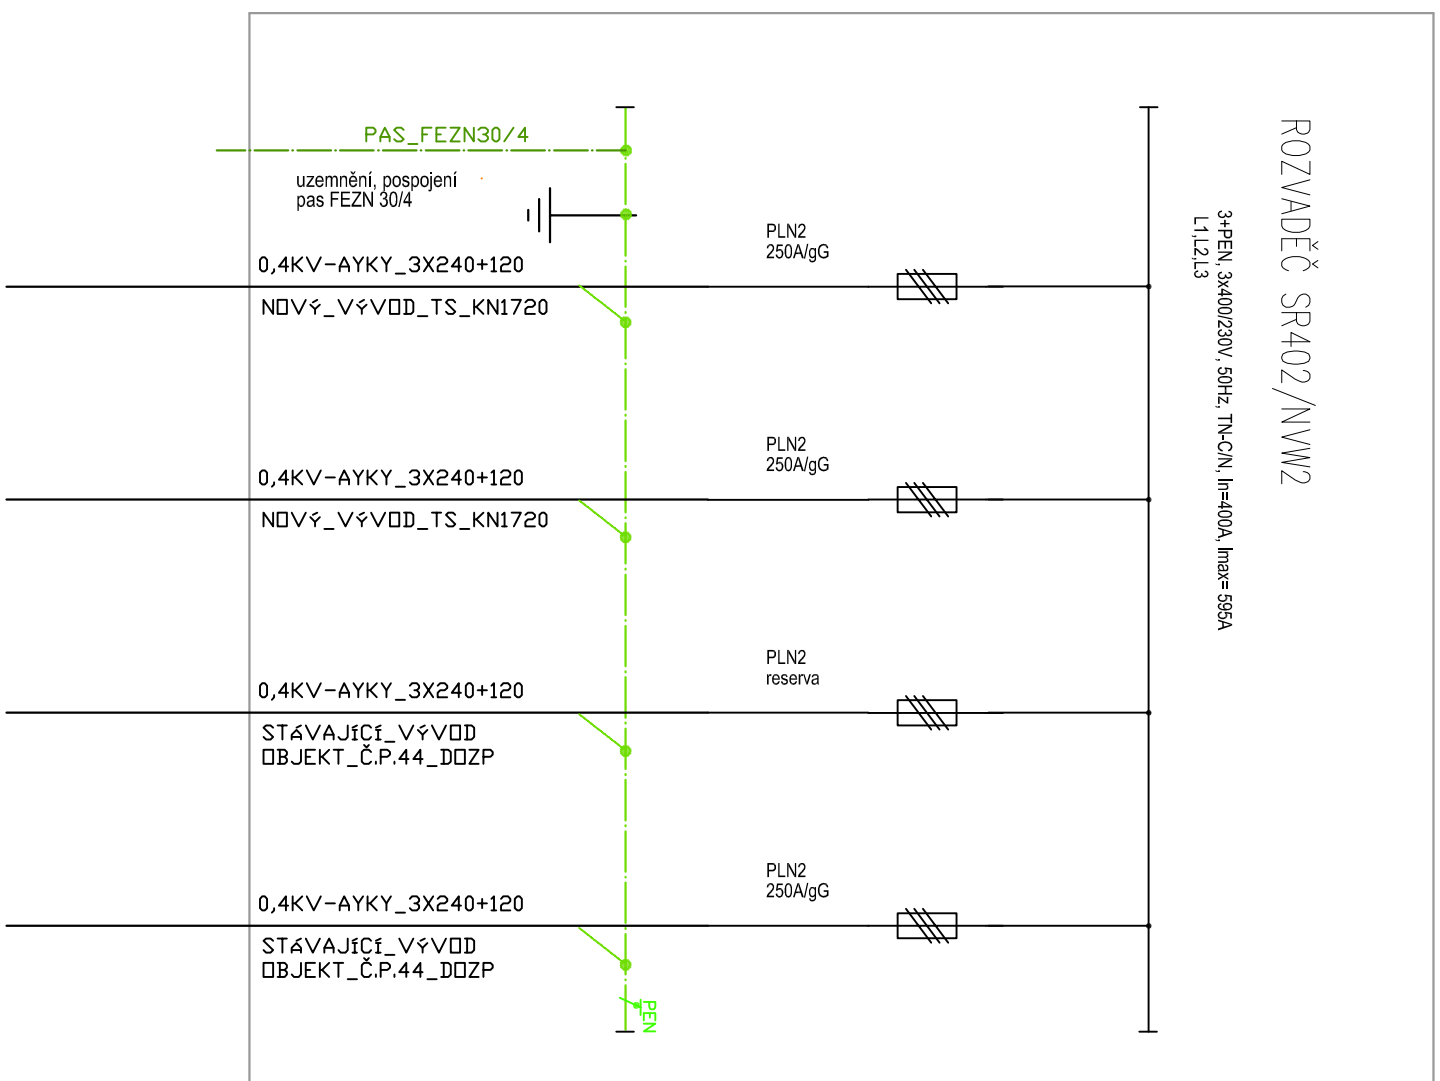 PAS_FEZN30/4
uzemnění, pospojení
pas FEZN 30/4
0,4KV-AYKY_3X240+120
NOVÝ_VÝVOD_TS_KN1720
PLN2
250A/gG
0,4KV-AYKY_3X240+120
NOVÝ_VÝVOD_TS_KN1720
PLN2
250A/gG
0,4KV-AYKY_3X240+120
STÁVAJÍCÍ_VÝVOD
OBJEKT_Č.P.44_DOZP
PLN2
reserva
0,4KV-AYKY_3X240+120
STÁVAJÍCÍ_VÝVOD
OBJEKT_Č.P.44_DOZP
PLN2
250A/gG
PEN
ROZVADĚČ SR402/NVW2
3+PEN, 3x400/230V, 50Hz, TN-C/N, In=400A, Imax= 595A
L1,L2,L3